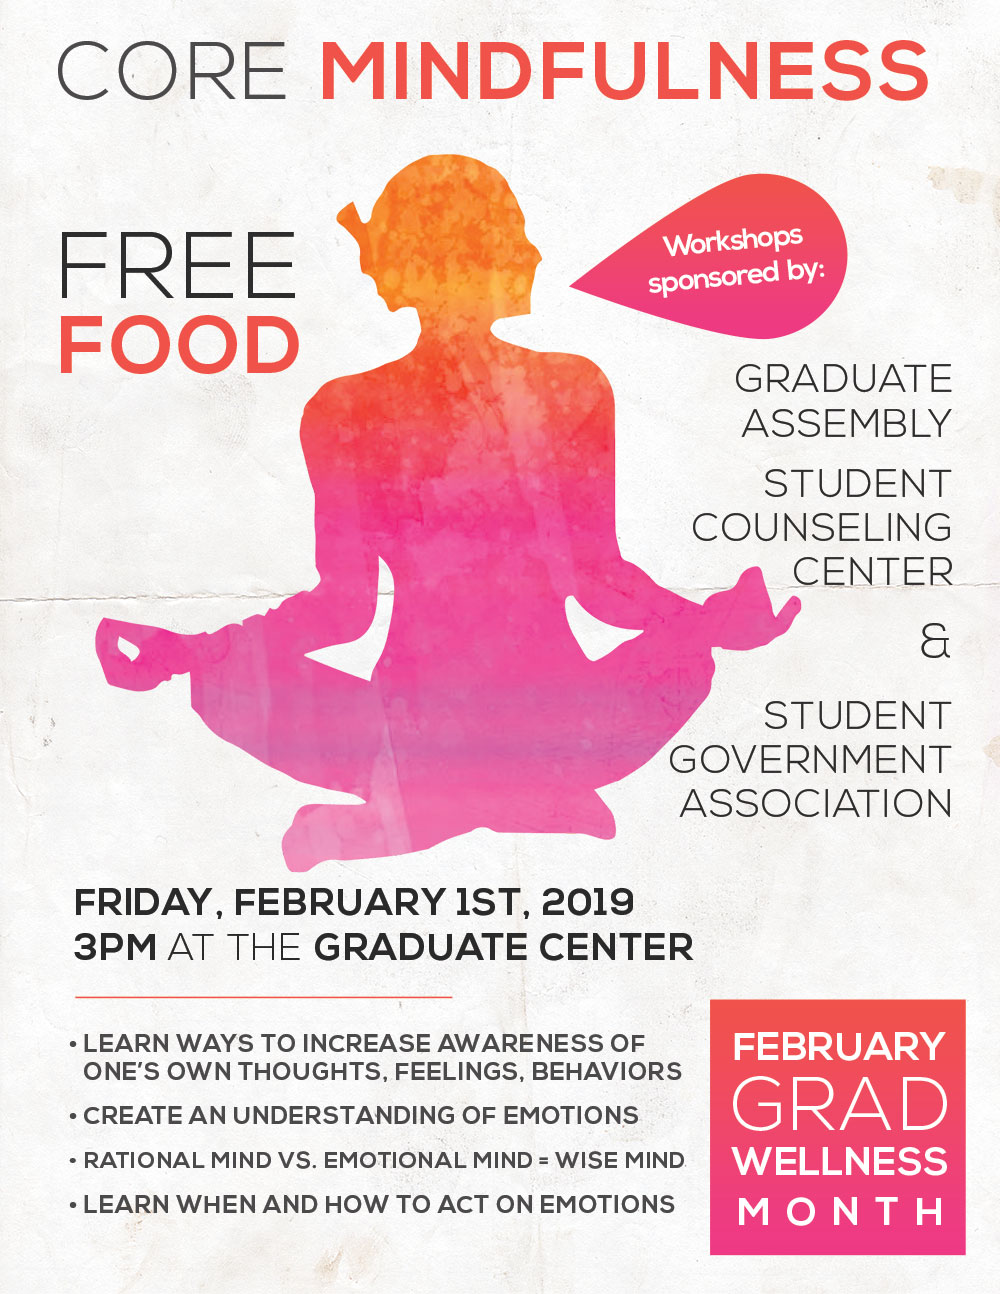 CORE MINDFULNESS
FREE
FOOD
Workshops
sponsored by:
GRADUATE
ASSEMBLY
STUDENT
COUNSELING
CENTER
&
STUDENT
GOVERNMENT
ASSOCIATION
FRIDAY, FEBRUARY 1ST, 2019
3PM AT THE GRADUATE CENTER
• LEARN WAYS TO INCREASE AWARENESS OF
ONE'S OWN THOUGHTS, FEELINGS, BEHAVIORS
• CREATE AN UNDERSTANDING OF EMOTIONS
• RATIONAL MIND VS. EMOTIONAL MIND = WISE MIND
• LEARN WHEN AND HOW TO ACT ON EMOTIONS
FEBRUARY
GRAD
WELLNESS
MONTH